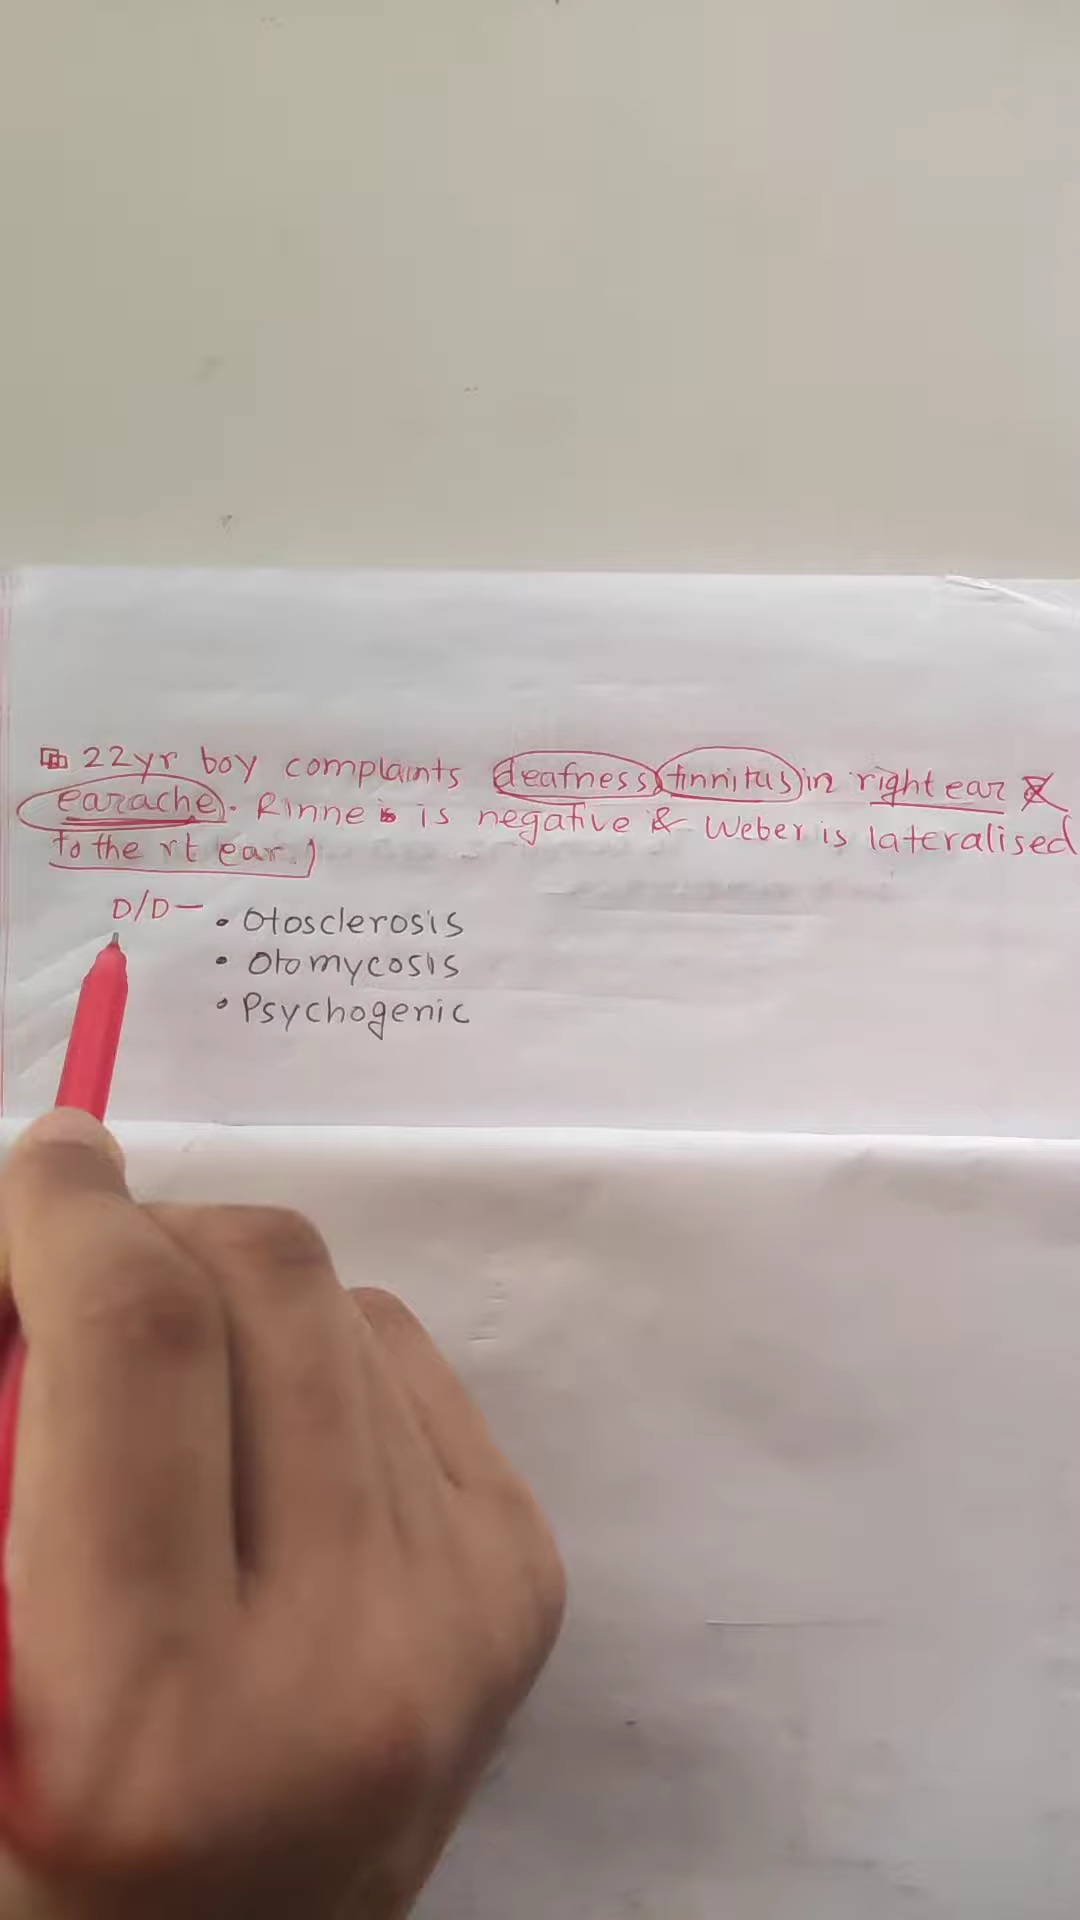 22yr boy complaints deafness, tinnitus in right ear &
earache. Rinne is negative & Weber is lateralised
to the rt ear.
D/D — • Otosclerosis
• Otomycosis
• Psychogenic